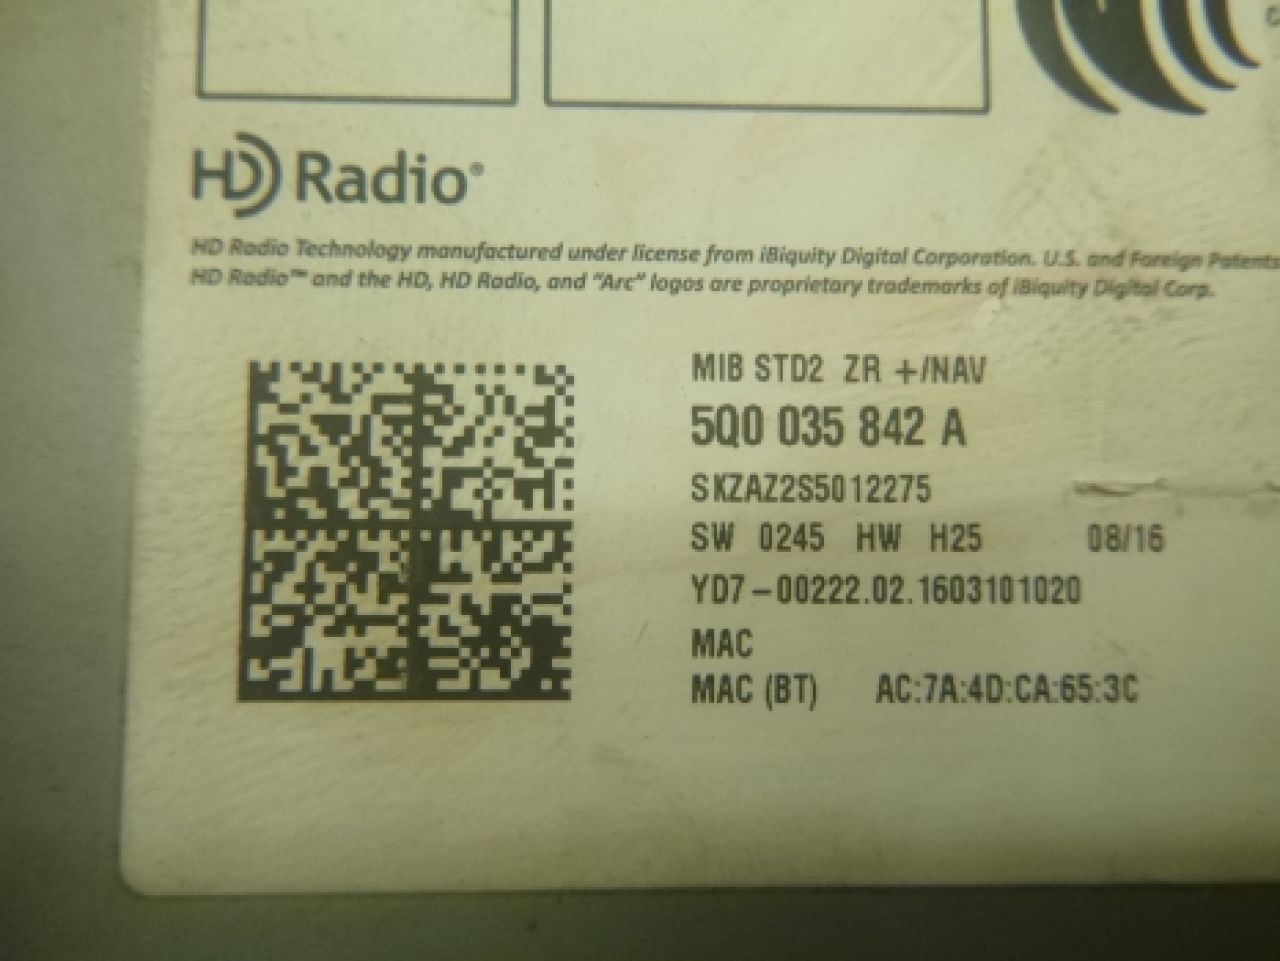 HD Radio®
HD Radio Technology manufactured under license from iBiquity Digital Corporation. U.S. and Foreign Patents
HD Radio™ and the HD, HD Radio, and “Arc” logos are proprietary trademarks of iBiquity Digital Corp.
MIB STD2 ZR +/NAV
5Q0 035 842 A
SKZAZ2S5012275
SW 0245 HW H25 08/16
YD7-00222.02.1603101020
MAC
MAC (BT) AC:7A:4D:CA:65:3C